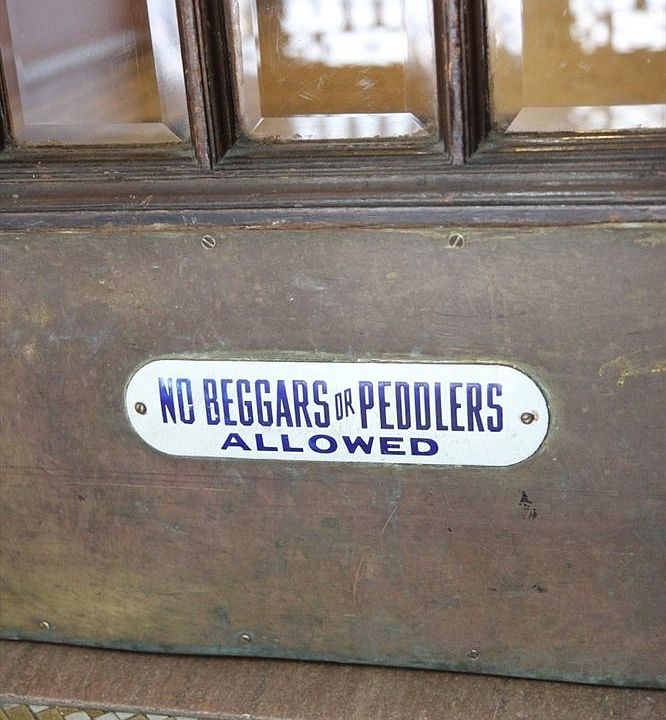 NO BEGGARS OR PEDDLERS
ALLOWED